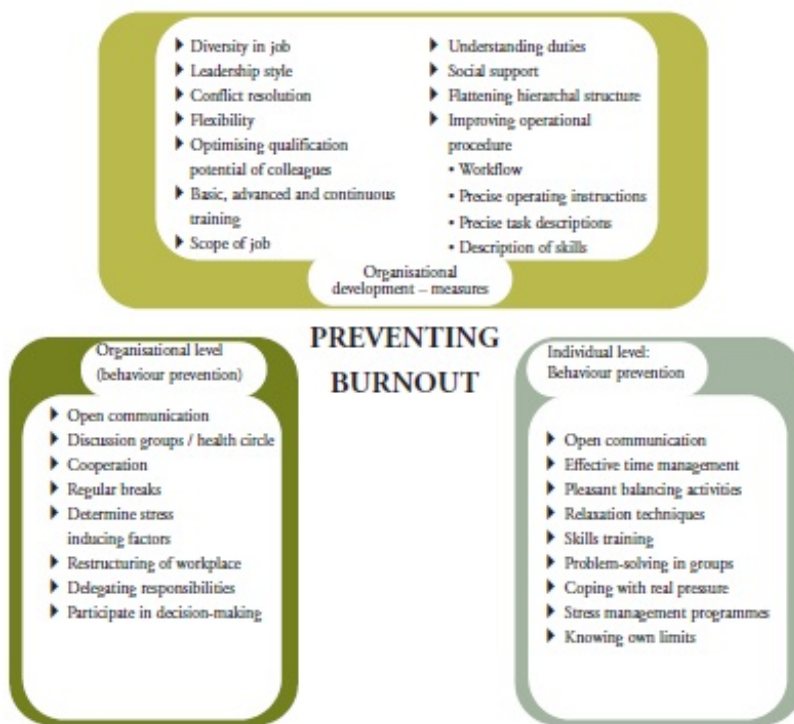 ▶ Diversity in job
▶ Leadership style
▶ Conflict resolution
▶ Flexibility
▶ Optimising qualification
potential of colleagues
▶ Basic, advanced and continuous
training
▶ Scope of job
▶ Understanding duties
▶ Social support
▶ Flattening hierarchal structure
▶ Improving operational
procedure
• Workflow
• Precise operating instructions
• Precise task descriptions
• Description of skills
Organisational
development – measures
PREVENTING
BURNOUT
Organisational level
(behaviour prevention)
▶ Open communication
▶ Discussion groups / health circle
▶ Cooperation
▶ Regular breaks
▶ Determine stress
inducing factors
▶ Restructuring of workplace
▶ Delegating responsibilities
▶ Participate in decision-making
Individual level:
Behaviour prevention
▶ Open communication
▶ Effective time management
▶ Pleasant balancing activities
▶ Relaxation techniques
▶ Skills training
▶ Problem-solving in groups
▶ Coping with real pressure
▶ Stress management programmes
▶ Knowing own limits